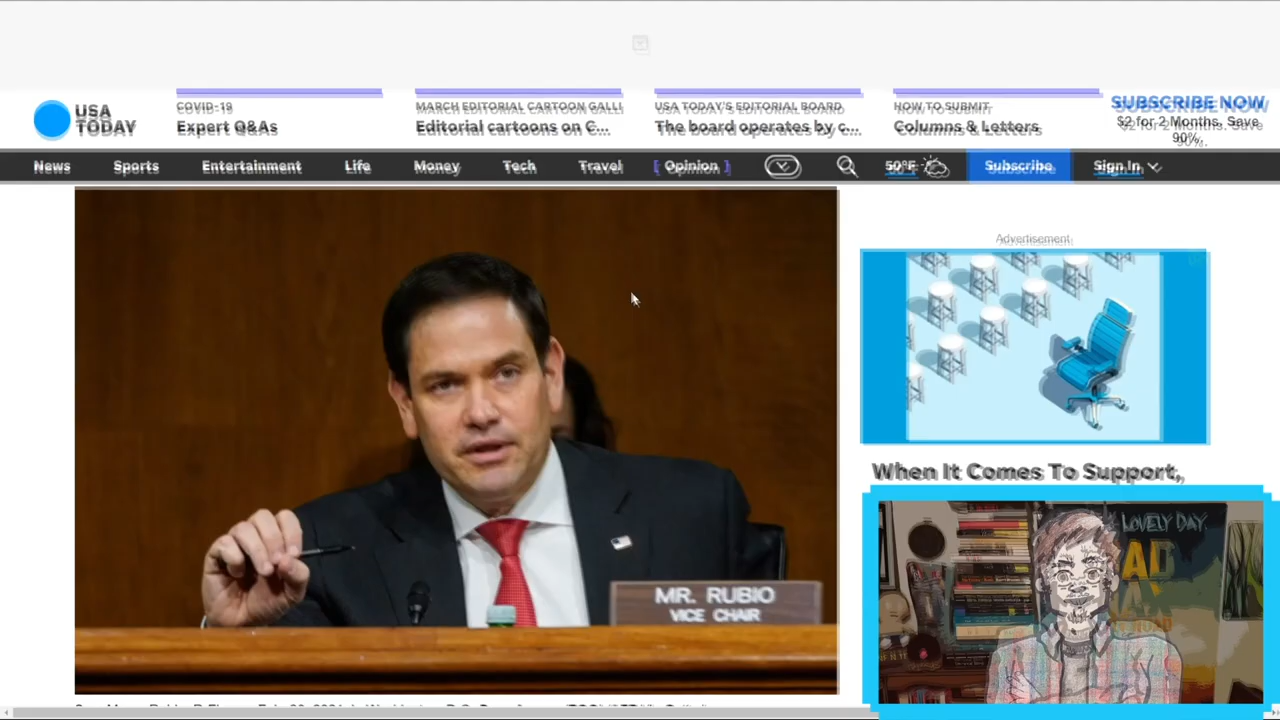 COVID-19
MARCH EDITORIAL CARTOON GALL
USA TODAY'S EDITORIAL BOARD
HOW TO SUBMIT
SUBSCRIBE NOW
USA
TODAY
Expert Q&As
Editorial cartoons on C...
The board operates by c...
Columns & Letters
$2 for 2 Months. Save
90%.
News Sports Entertainment Life Money Tech Travel [ Opinion ] 50°F Subscribe Sign In
Advertisement
When It Comes To Support,
LOVELY DAY
AD
MR. RUBIO
VICE CHAIR